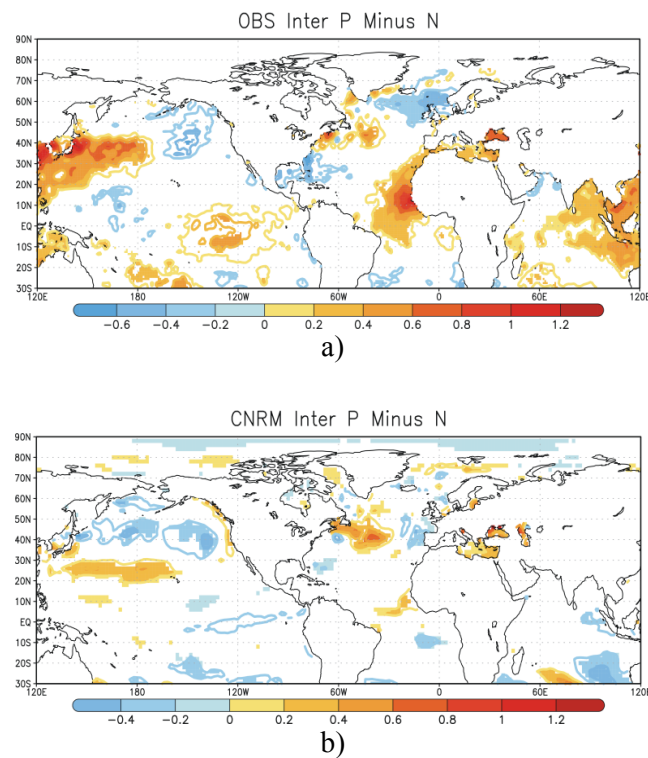 OBS Inter P Minus N
90N
80N
70N
60N
50N
40N
30N
20N
10N
EQ
10S
20S
30S
120E 180 120W 60W 0 60E 120E
−0.6 −0.4 −0.2 0 0.2 0.4 0.6 0.8 1 1.2
a)
CNRM Inter P Minus N
90N
80N
70N
60N
50N
40N
30N
20N
10N
EQ
10S
20S
30S
120E 180 120W 60W 0 60E 120E
−0.4 −0.2 0 0.2 0.4 0.6 0.8 1 1.2
b)